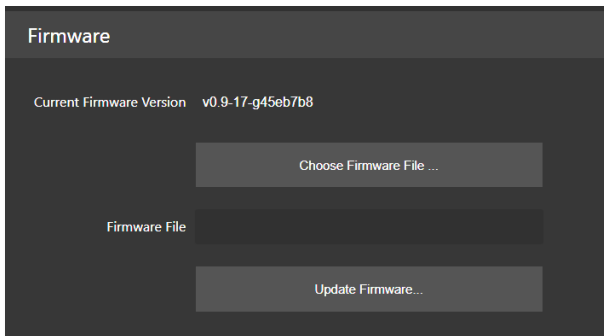 Firmware
Current Firmware Version v0.9-17-g45eb7b8
Choose Firmware File ...
Firmware File
Update Firmware...